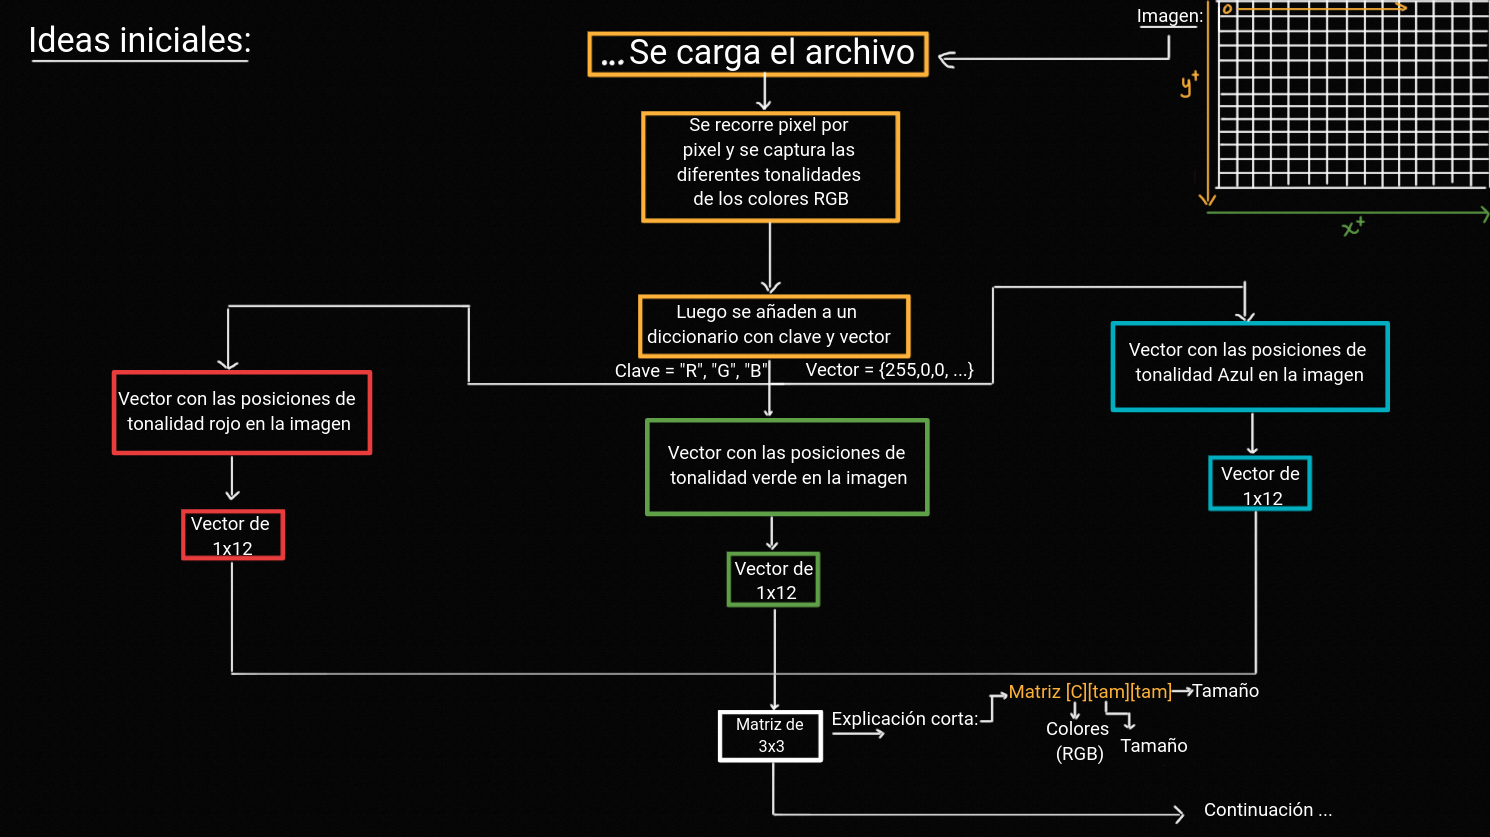 Ideas iniciales:
Imagen:
0
y+
x+
...Se carga el archivo
Se recorre pixel por
pixel y se captura las
diferentes tonalidades
de los colores RGB
Luego se añaden a un
diccionario con clave y vector
Clave = "R", "G", "B"
Vector = {255,0,0, ...}
Vector con las posiciones de
tonalidad rojo en la imagen
Vector de
1x12
Vector con las posiciones de
tonalidad verde en la imagen
Vector de
1x12
Vector con las posiciones de
tonalidad Azul en la imagen
Vector de
1x12
Matriz de
3x3
Explicación corta:
Matriz [C][tam][tam]
Tamaño
Colores
(RGB)
Tamaño
Continuación ...